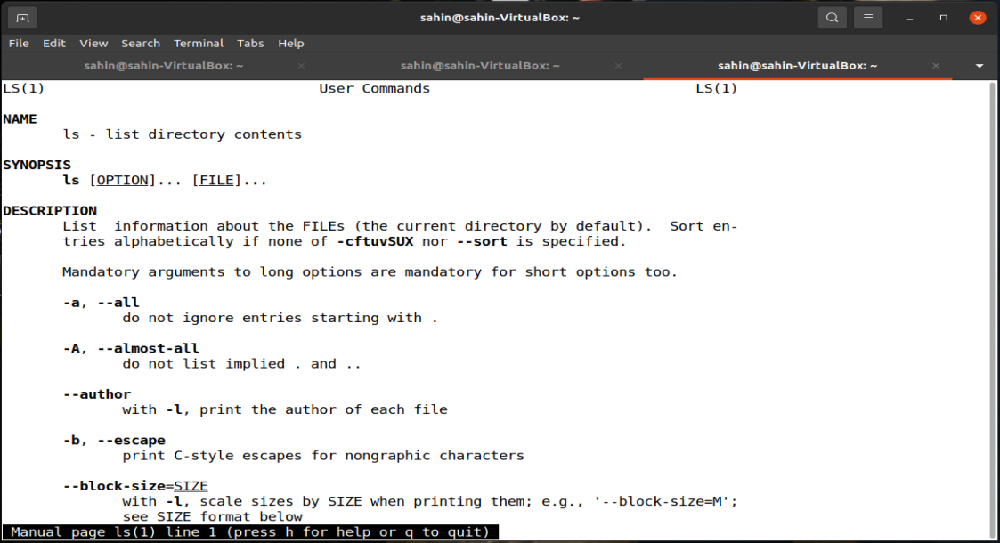 sahin@sahin-VirtualBox: ~
File Edit View Search Terminal Tabs Help
sahin@sahin-VirtualBox: ~ × sahin@sahin-VirtualBox: ~ × sahin@sahin-VirtualBox: ~ ×
LS(1) User Commands LS(1)
NAME
ls - list directory contents
SYNOPSIS
ls [OPTION]... [FILE]...
DESCRIPTION
List  information about the FILEs (the current directory by default).  Sort en-
tries alphabetically if none of -cftuvSUX nor --sort is specified.
Mandatory arguments to long options are mandatory for short options too.
-a, --all
do not ignore entries starting with .
-A, --almost-all
do not list implied . and ..
--author
with -l, print the author of each file
-b, --escape
print C-style escapes for nongraphic characters
--block-size=SIZE
with -l, scale sizes by SIZE when printing them; e.g., '--block-size=M';
see SIZE format below
Manual page ls(1) line 1 (press h for help or q to quit)